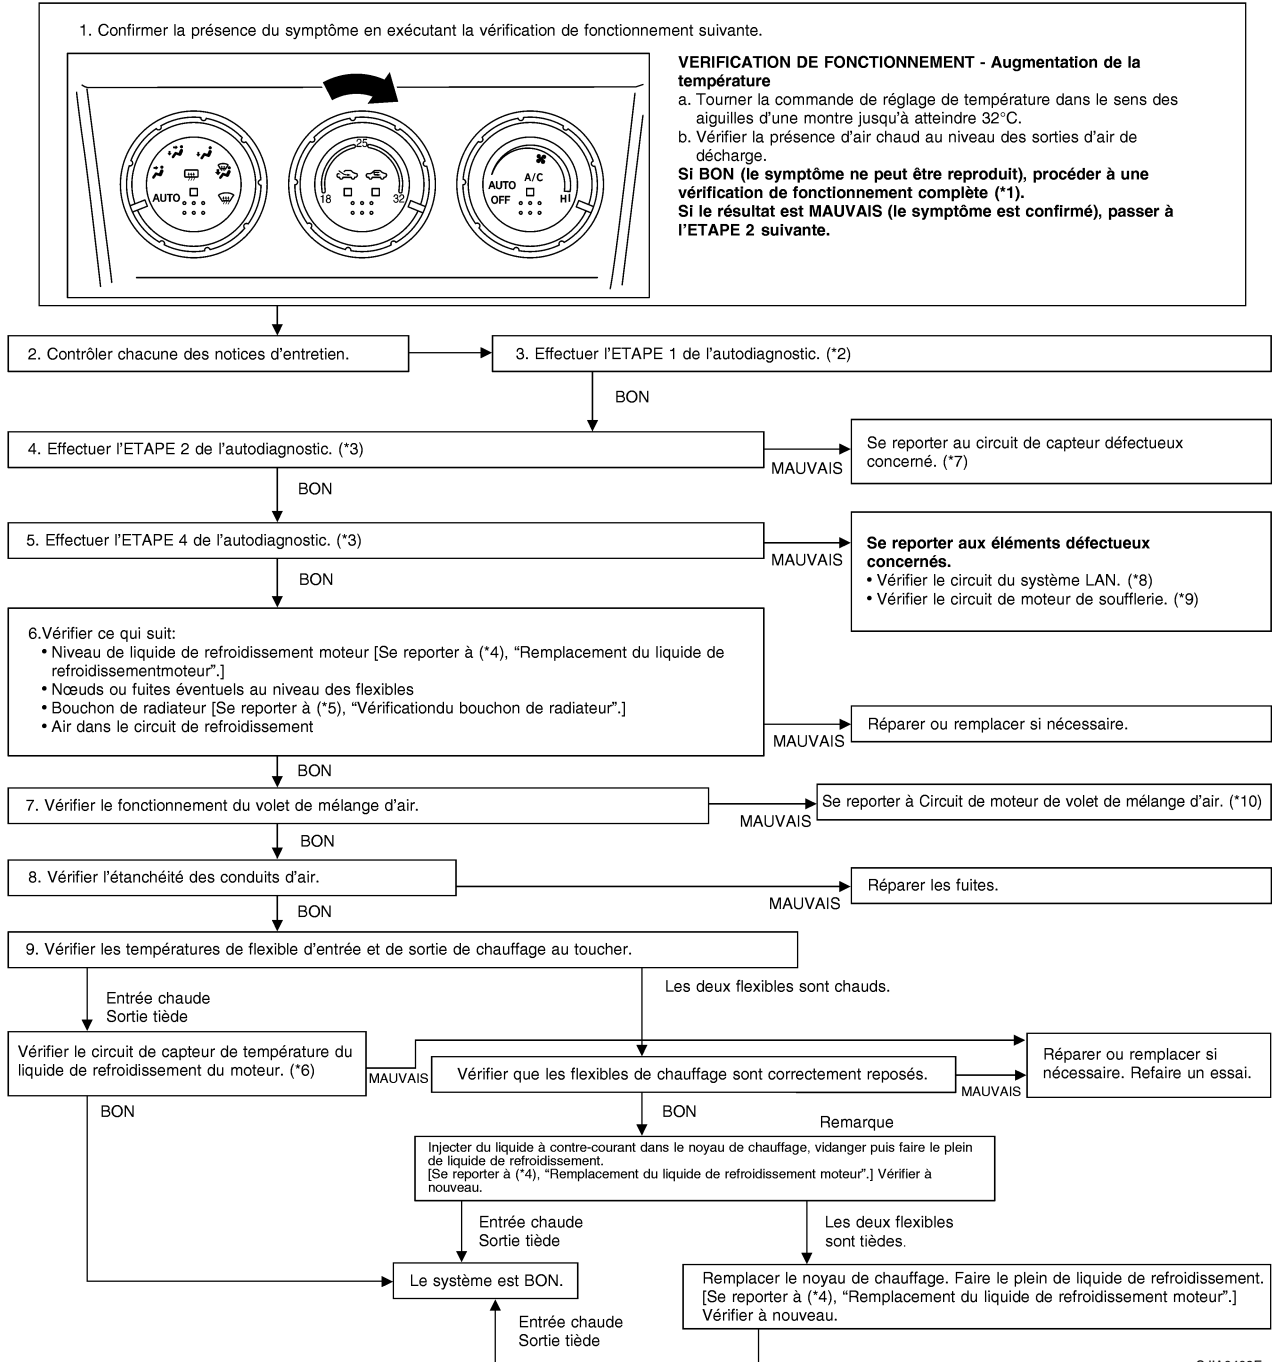 1. Confirmer la présence du symptôme en exécutant la vérification de fonctionnement suivante.
VERIFICATION DE FONCTIONNEMENT - Augmentation de la
température
a. Tourner la commande de réglage de température dans le sens des
aiguilles d’une montre jusqu’à atteindre 32°C.
b. Vérifier la présence d’air chaud au niveau des sorties d’air de
décharge.
Si BON (le symptôme ne peut être reproduit), procéder à une
vérification de fonctionnement complète (*1).
Si le résultat est MAUVAIS (le symptôme est confirmé), passer à
l’ETAPE 2 suivante.
AUTO
25
18
32
A/C
AUTO
OFF
HI
2. Contrôler chacune des notices d’entretien.
3. Effectuer l’ETAPE 1 de l’autodiagnostic. (*2)
BON
4. Effectuer l’ETAPE 2 de l’autodiagnostic. (*3)
MAUVAIS
Se reporter au circuit de capteur défectueux
concerné. (*7)
BON
5. Effectuer l’ETAPE 4 de l’autodiagnostic. (*3)
MAUVAIS
Se reporter aux éléments défectueux
concernés.
• Vérifier le circuit du système LAN. (*8)
• Vérifier le circuit de moteur de soufflerie. (*9)
BON
6.Vérifier ce qui suit:
• Niveau de liquide de refroidissement moteur [Se reporter à (*4), “Remplacement du liquide de
refroidissementmoteur”.]
• Nœuds ou fuites éventuels au niveau des flexibles
• Bouchon de radiateur [Se reporter à (*5), “Vérificationdu bouchon de radiateur”.]
• Air dans le circuit de refroidissement
MAUVAIS
Réparer ou remplacer si nécessaire.
BON
7. Vérifier le fonctionnement du volet de mélange d’air.
MAUVAIS
Se reporter à Circuit de moteur de volet de mélange d’air. (*10)
BON
8. Vérifier l’étanchéité des conduits d’air.
MAUVAIS
Réparer les fuites.
BON
9. Vérifier les températures de flexible d’entrée et de sortie de chauffage au toucher.
Entrée chaude
Sortie tiède
Les deux flexibles sont chauds.
Vérifier le circuit de capteur de température du
liquide de refroidissement du moteur. (*6)
MAUVAIS
Vérifier que les flexibles de chauffage sont correctement reposés.
MAUVAIS
Réparer ou remplacer si
nécessaire. Refaire un essai.
BON
BON
Remarque
Injecter du liquide à contre-courant dans le noyau de chauffage, vidanger puis faire le plein
de liquide de refroidissement.
[Se reporter à (*4), “Remplacement du liquide de refroidissement moteur”.] Vérifier à
nouveau.
Entrée chaude
Sortie tiède
Les deux flexibles
sont tièdes.
Le système est BON.
Remplacer le noyau de chauffage. Faire le plein de liquide de refroidissement.
[Se reporter à (*4), “Remplacement du liquide de refroidissement moteur”.]
Vérifier à nouveau.
Entrée chaude
Sortie tiède